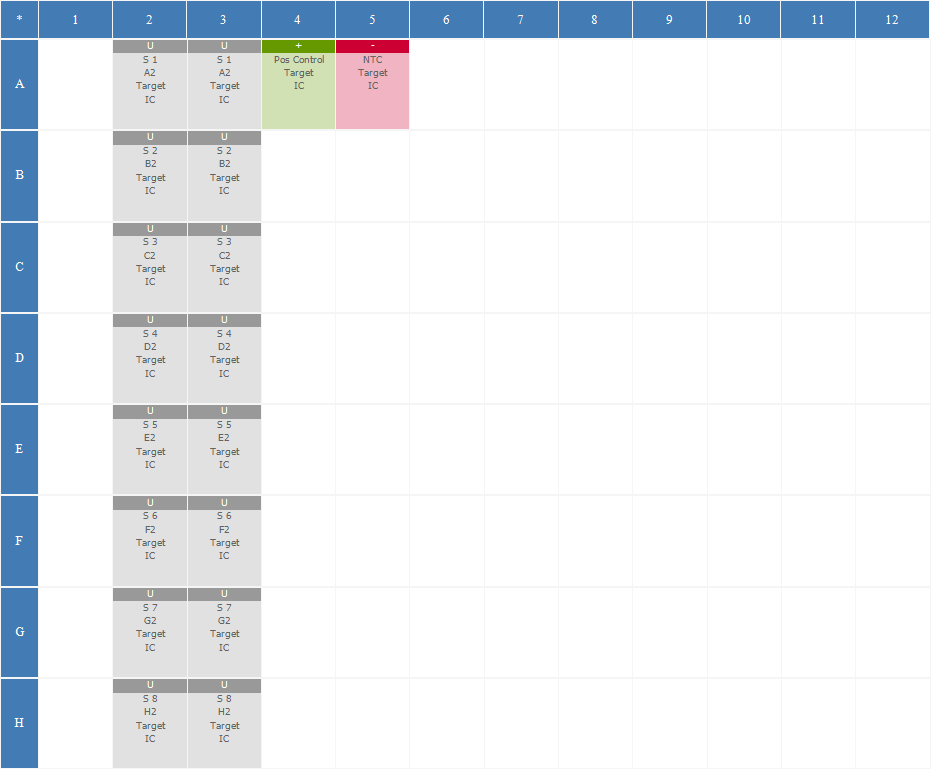 * 1 2 3 4 5 6 7 8 9 10 11 12
A
U U + -
S 1 S 1 Pos Control NTC
A2 A2 Target Target
Target Target IC IC
IC IC
B
U U
S 2 S 2
B2 B2
Target Target
IC IC
C
U U
S 3 S 3
C2 C2
Target Target
IC IC
D
U U
S 4 S 4
D2 D2
Target Target
IC IC
E
U U
S 5 S 5
E2 E2
Target Target
IC IC
F
U U
S 6 S 6
F2 F2
Target Target
IC IC
G
U U
S 7 S 7
G2 G2
Target Target
IC IC
H
U U
S 8 S 8
H2 H2
Target Target
IC IC